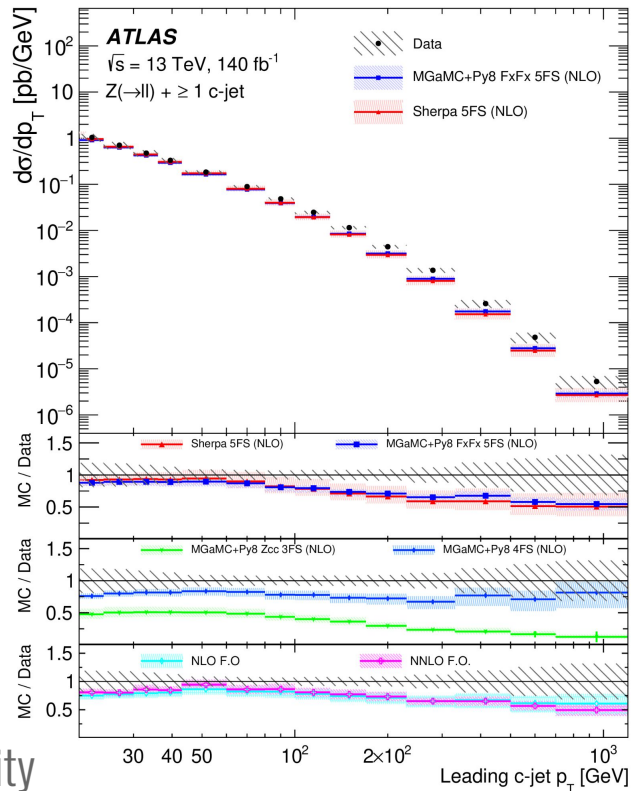 dσ/dp_T [pb/GeV]
10²
10
1
10⁻¹
10⁻²
10⁻³
10⁻⁴
10⁻⁵
10⁻⁶
ATLAS
√s = 13 TeV, 140 fb⁻¹
Z(→ll) + ≥ 1 c-jet
Data
MGaMC+Py8 FxFx 5FS (NLO)
Sherpa 5FS (NLO)
MC / Data
1.5
1
0.5
Sherpa 5FS (NLO) MGaMC+Py8 FxFx 5FS (NLO)
MC / Data
1.5
1
0.5
MGaMC+Py8 Zcc 3FS (NLO) MGaMC+Py8 4FS (NLO)
MC / Data
1.5
1
0.5
NLO F.O NNLO F.O.
30 40 50 10² 2×10² 10³
Leading c-jet p_T [GeV]
ity